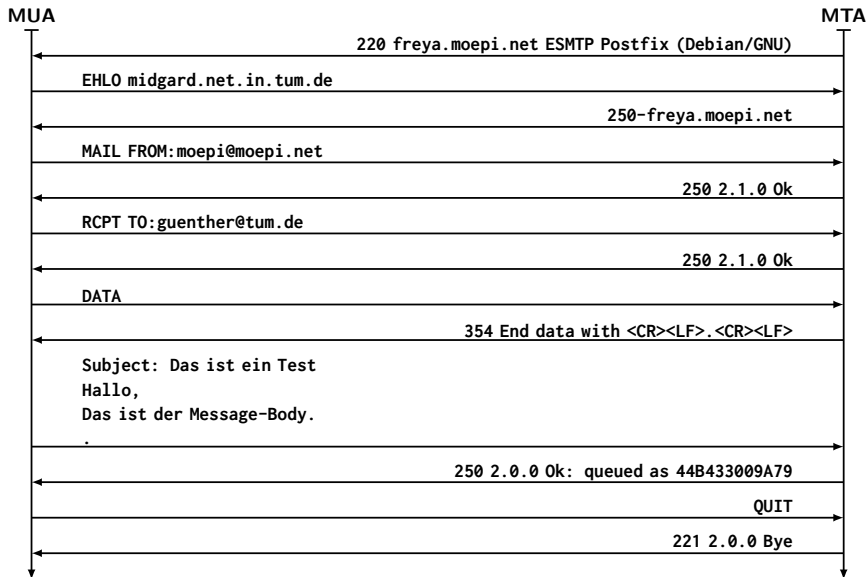 MUA MTA
220 freya.moepi.net ESMTP Postfix (Debian/GNU)
EHLO midgard.net.in.tum.de
250-freya.moepi.net
MAIL FROM:moepi@moepi.net
250 2.1.0 Ok
RCPT TO:guenther@tum.de
250 2.1.0 Ok
DATA
354 End data with <CR><LF>.<CR><LF>
Subject: Das ist ein Test
Hallo,
Das ist der Message-Body.
.
250 2.0.0 Ok: queued as 44B433009A79
QUIT
221 2.0.0 Bye